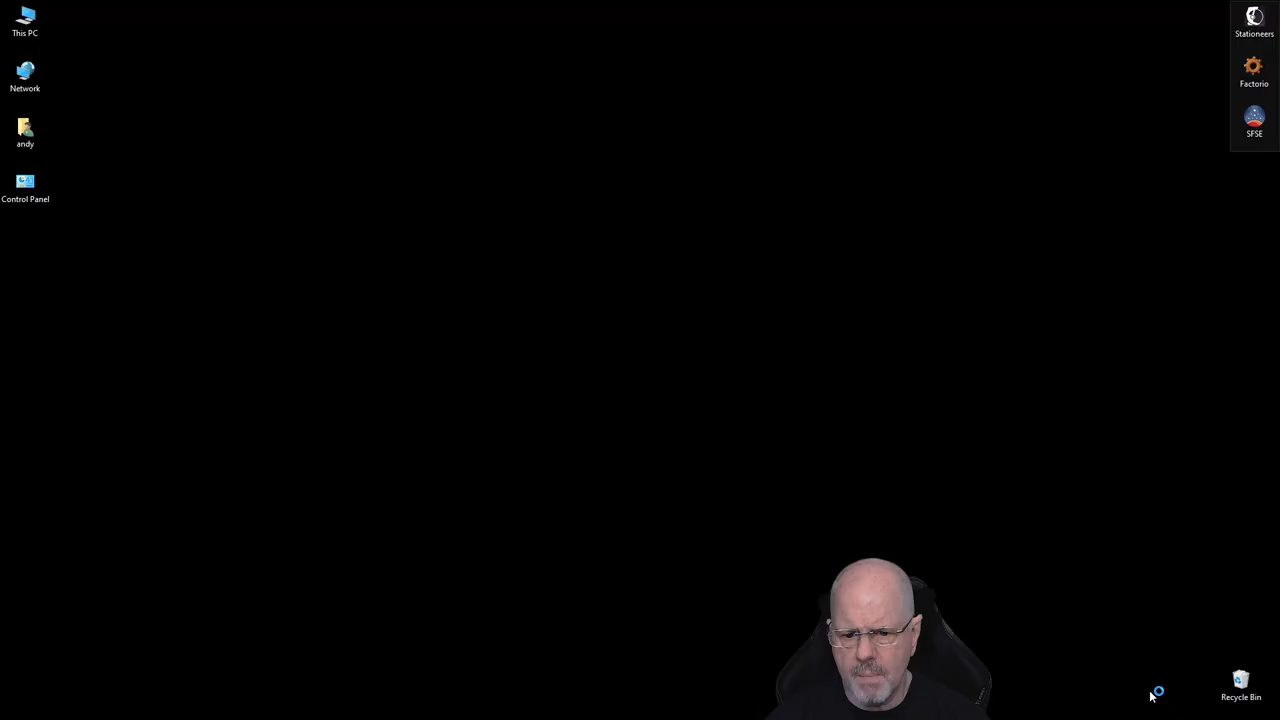 This PC
Network
andy
Control Panel
Stationeers
Factorio
SFSE
Recycle Bin